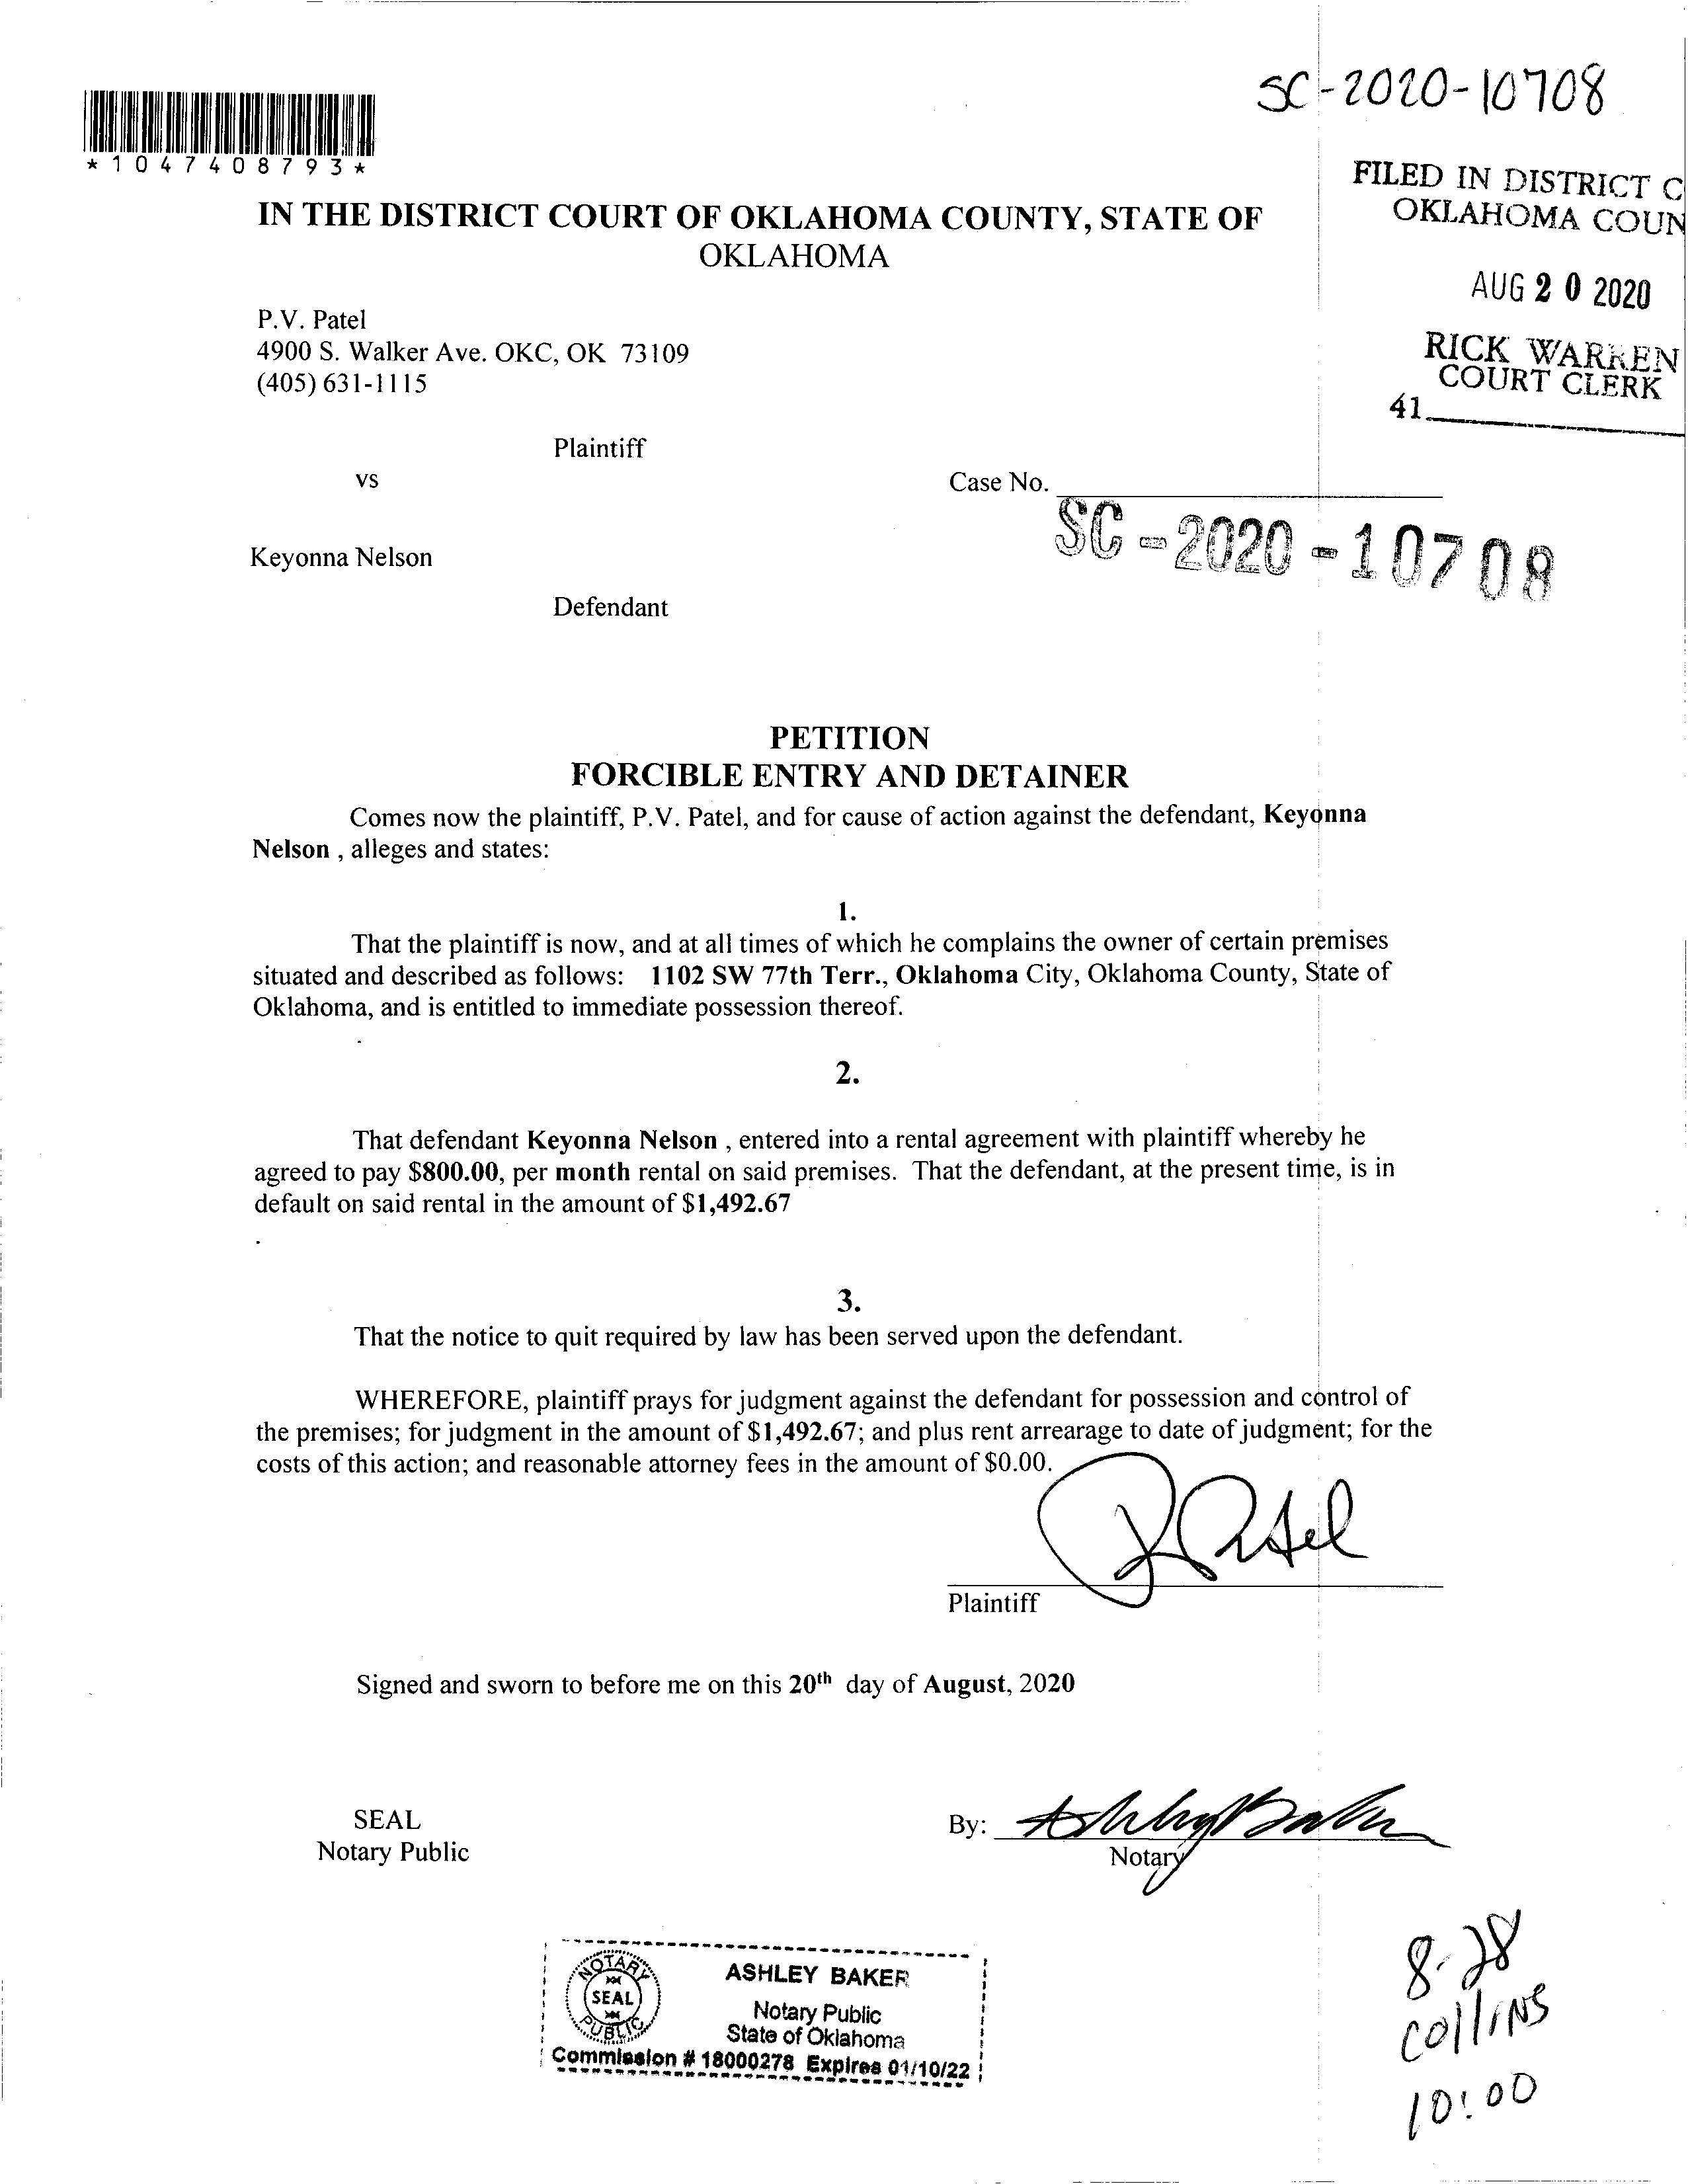 SC-2020-10708
*1047408793*
FILED IN DISTRICT C
OKLAHOMA COUN
AUG 20 2020
RICK WARREN
COURT CLERK
41
IN THE DISTRICT COURT OF OKLAHOMA COUNTY, STATE OF
OKLAHOMA
P.V. Patel
4900 S. Walker Ave. OKC, OK 73109
(405) 631-1115
Plaintiff
vs
Case No.
SC-2020-10708
Keyonna Nelson
Defendant
PETITION
FORCIBLE ENTRY AND DETAINER
Comes now the plaintiff, P.V. Patel, and for cause of action against the defendant, Keyonna
Nelson , alleges and states:
1.
That the plaintiff is now, and at all times of which he complains the owner of certain premises
situated and described as follows: 1102 SW 77th Terr., Oklahoma City, Oklahoma County, State of
Oklahoma, and is entitled to immediate possession thereof.
.
2.
That defendant Keyonna Nelson , entered into a rental agreement with plaintiff whereby he
agreed to pay $800.00, per month rental on said premises. That the defendant, at the present time, is in
default on said rental in the amount of $1,492.67
.
3.
That the notice to quit required by law has been served upon the defendant.
WHEREFORE, plaintiff prays for judgment against the defendant for possession and control of
the premises; for judgment in the amount of $1,492.67; and plus rent arrearage to date of judgment; for the
costs of this action; and reasonable attorney fees in the amount of $0.00.
Plaintiff
Signed and sworn to before me on this 20th day of August, 2020
SEAL
Notary Public
By: Ashley Baker
Notary
NOTARY
SEAL
PUBLIC
ASHLEY BAKER
Notary Public
State of Oklahoma
Commission # 18000278 Expires 01/10/22
8-28
Collins
10:00